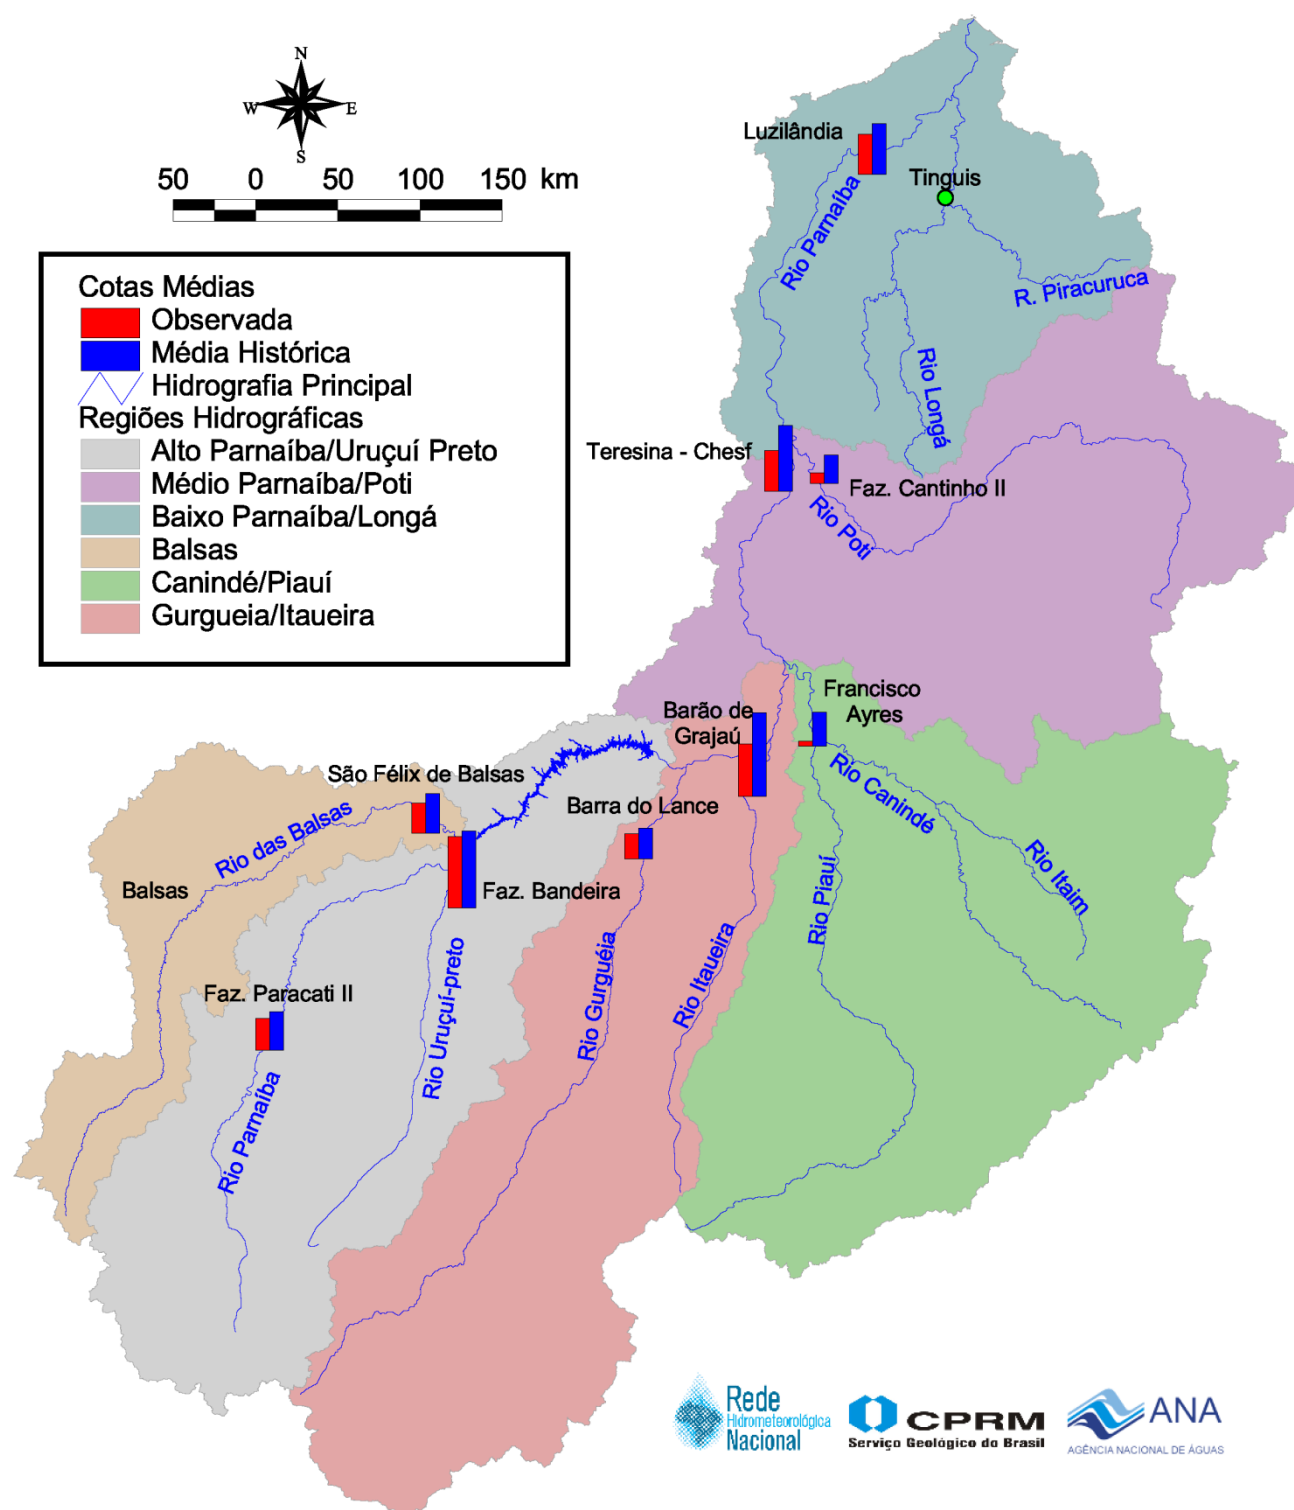 N
W
E
S
50 0 50 100 150 km
Cotas Médias
Observada
Média Histórica
Hidrografia Principal
Regiões Hidrográficas
Alto Parnaíba/Uruçuí Preto
Médio Parnaíba/Poti
Baixo Parnaíba/Longá
Balsas
Canindé/Piauí
Gurgueia/Itaueira
Luzilândia
Tinguis
Rio Parnaíba
R. Piracuruca
Rio Longá
Teresina - Chesf
Faz. Cantinho II
Rio Poti
Francisco
Ayres
Barão de
Grajaú
Rio Canindé
São Félix de Balsas
Barra do Lance
Rio das Balsas
Balsas
Faz. Bandeira
Rio Piauí
Rio Itaim
Faz. Paracati II
Rio Uruçuí-preto
Rio Gurguéia
Rio Itaueira
Rio Parnaíba
Rede
Hidrometeorológica
Nacional
CPRM
Serviço Geológico do Brasil
ANA
AGÊNCIA NACIONAL DE ÁGUAS